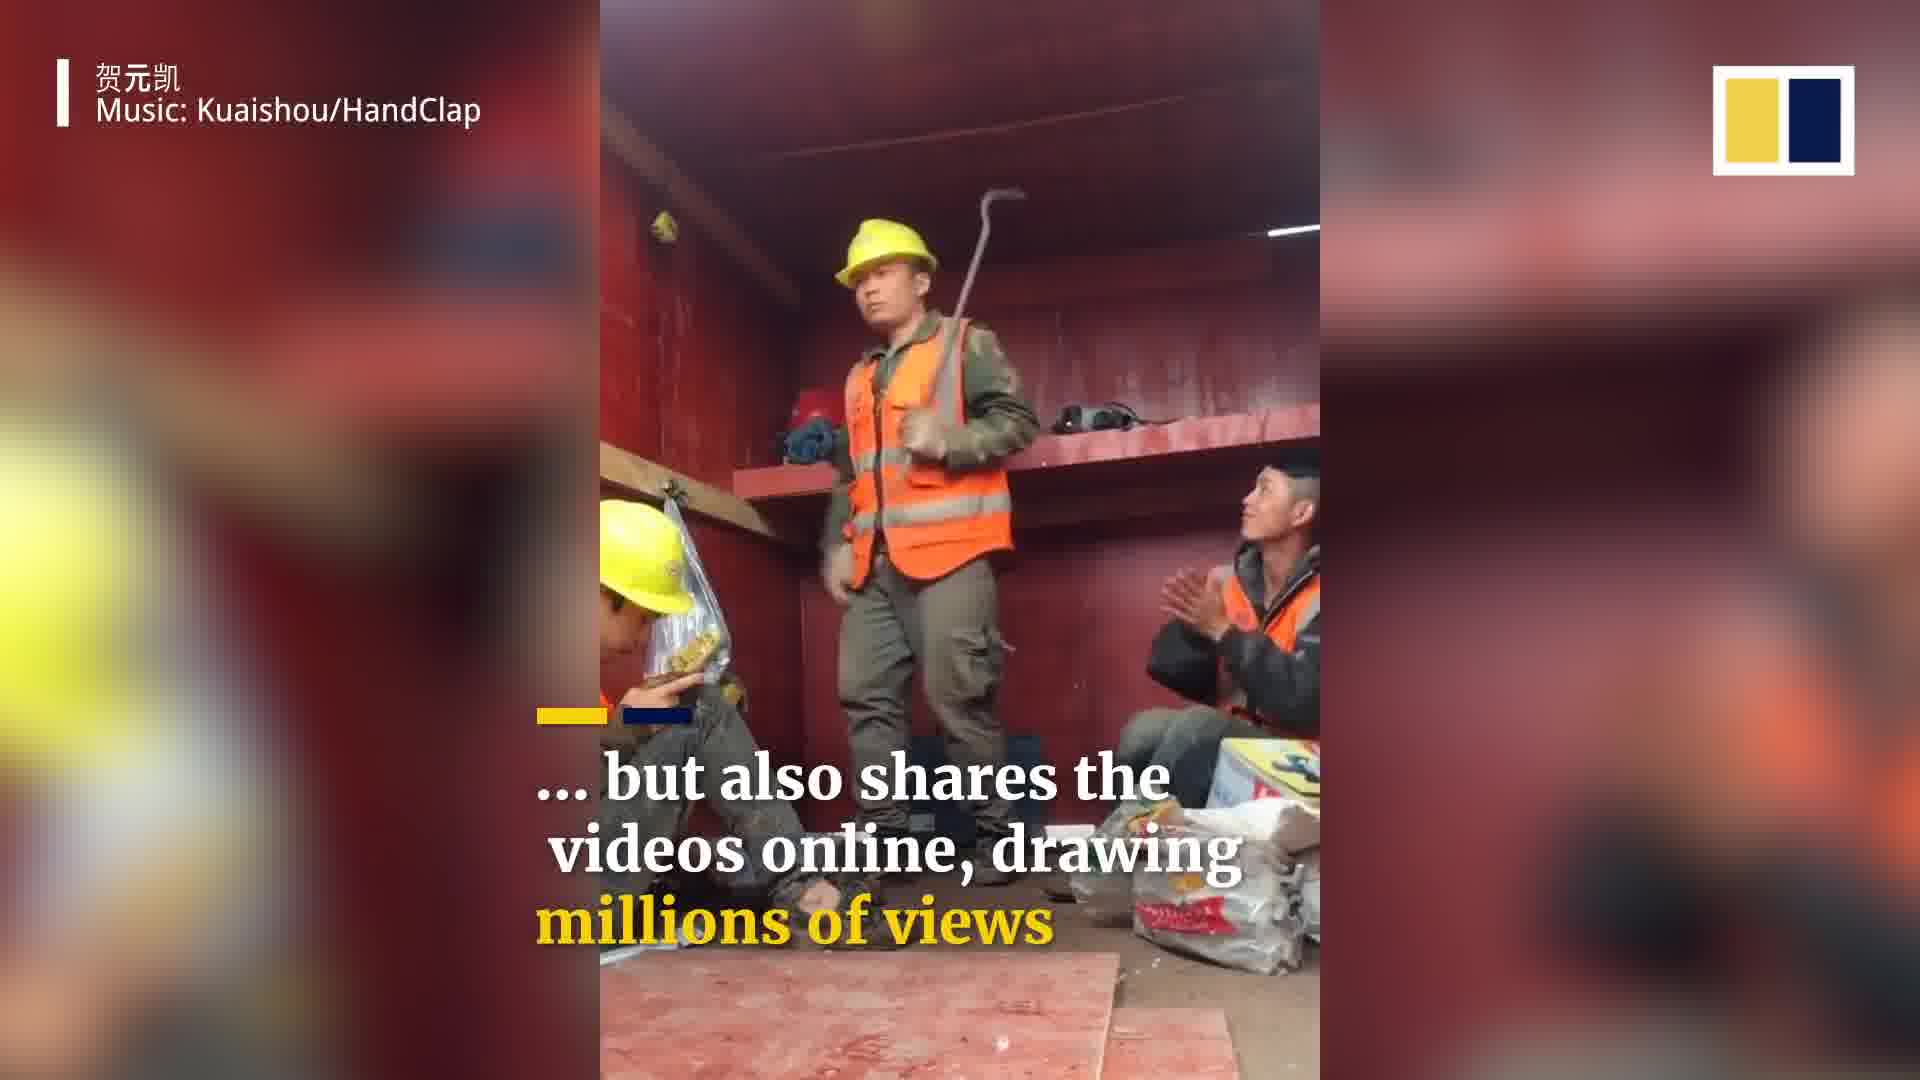 贺元凯
Music: Kuaishou/HandClap
... but also shares the
videos online, drawing
millions of views